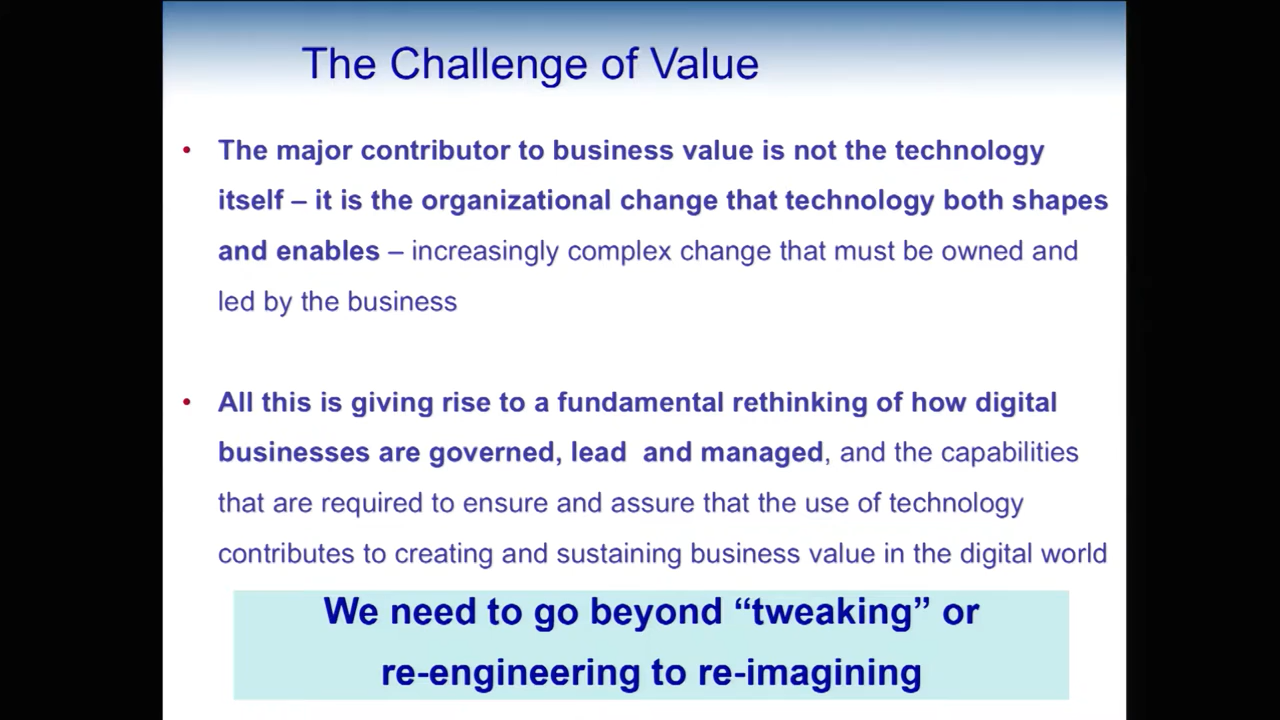 The Challenge of Value
• The major contributor to business value is not the technology
itself – it is the organizational change that technology both shapes
and enables – increasingly complex change that must be owned and
led by the business
• All this is giving rise to a fundamental rethinking of how digital
businesses are governed, lead  and managed, and the capabilities
that are required to ensure and assure that the use of technology
contributes to creating and sustaining business value in the digital world
We need to go beyond “tweaking” or
re-engineering to re-imagining